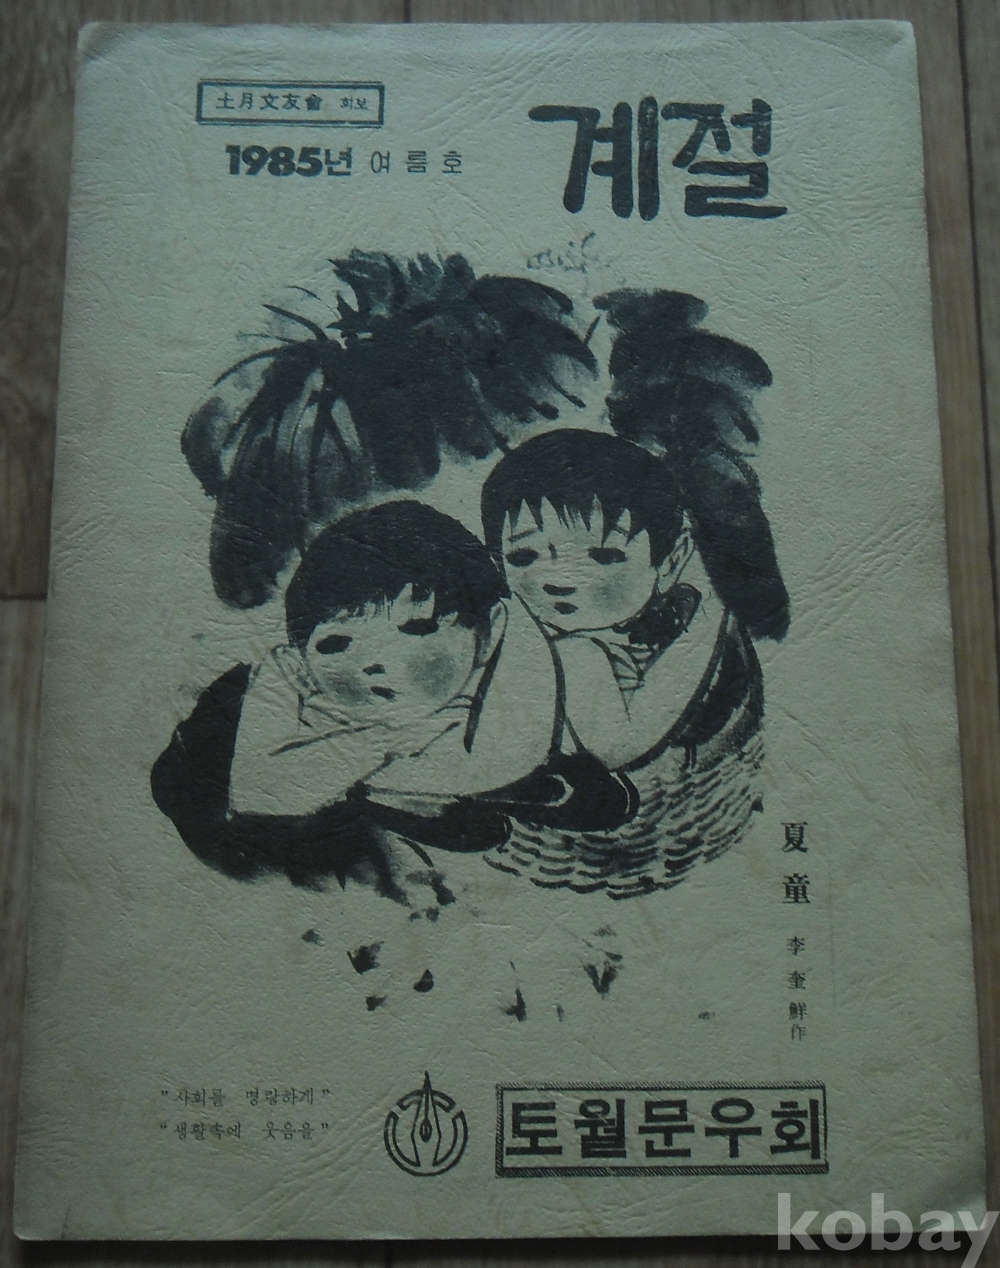 土月文友會 회보
1985년 여름호
계절
夏童 李奎鮮作
"사회를 명랑하게"
"생활속에 웃음을"
토월문우회
kobay